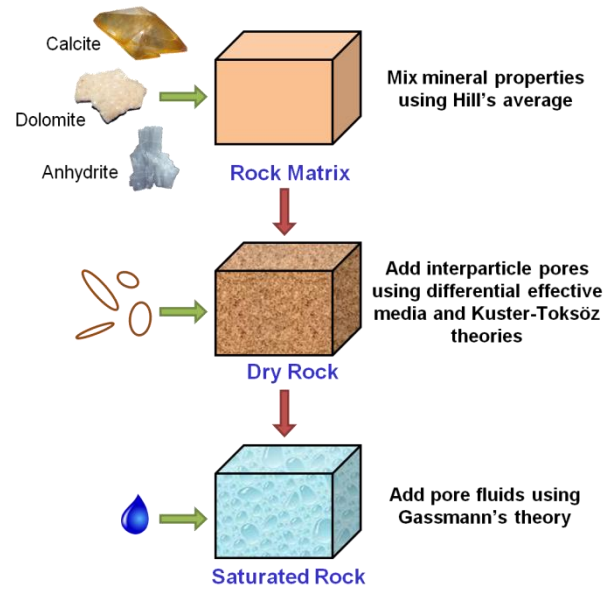 Calcite
Dolomite
Anhydrite
Mix mineral properties
using Hill's average
Rock Matrix
Add interparticle pores
using differential effective
media and Kuster-Toksöz
theories
Dry Rock
Add pore fluids using
Gassmann's theory
Saturated Rock